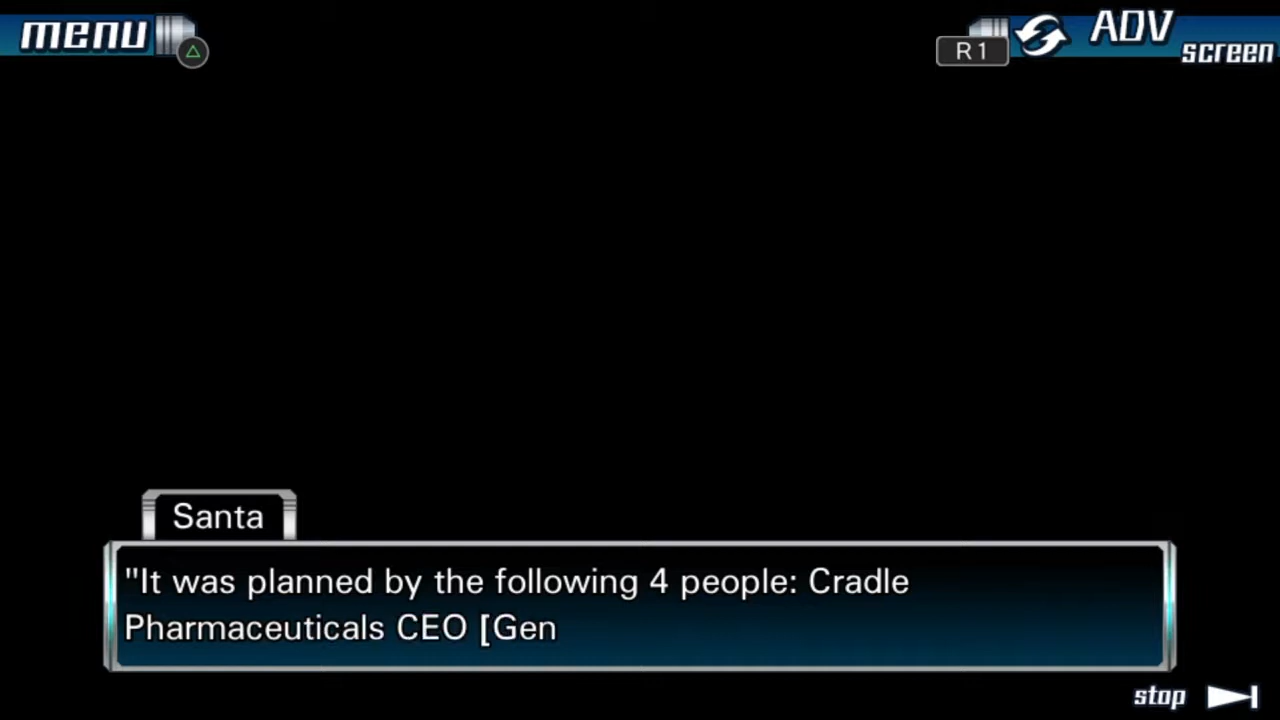 menu
R1
ADV
screen
Santa
"It was planned by the following 4 people: Cradle
Pharmaceuticals CEO [Gen
stop